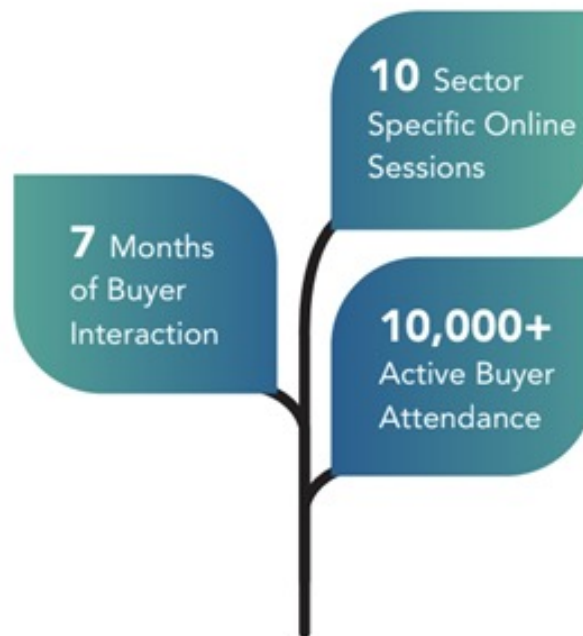 10 Sector
Specific Online
Sessions
7 Months
of Buyer
Interaction
10,000+
Active Buyer
Attendance